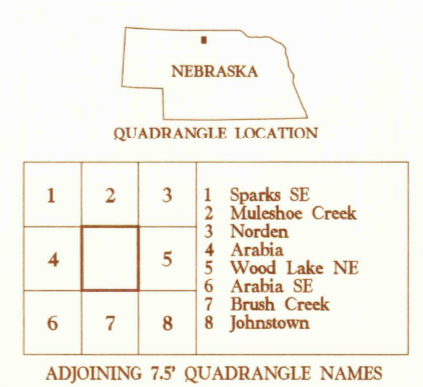 NEBRASKA
QUADRANGLE LOCATION
1 2 3
4 5
6 7 8
1 Sparks SE
2 Muleshoe Creek
3 Norden
4 Arabia
5 Wood Lake NE
6 Arabia SE
7 Brush Creek
8 Johnstown
ADJOINING 7.5' QUADRANGLE NAMES